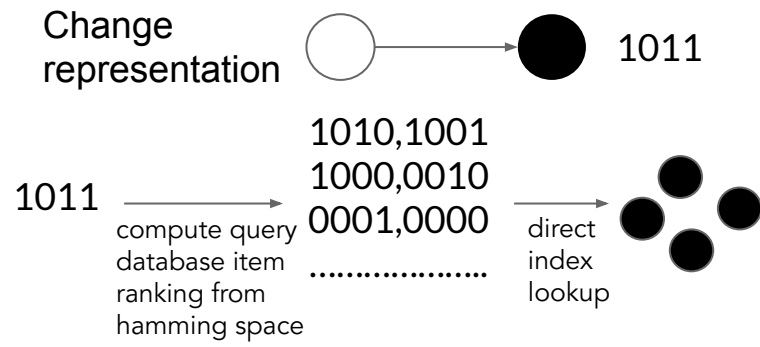 Change
representation
1011
1010,1001
1000,0010
0001,0000
.....................
1011
compute query
database item
ranking from
hamming space
direct
index
lookup